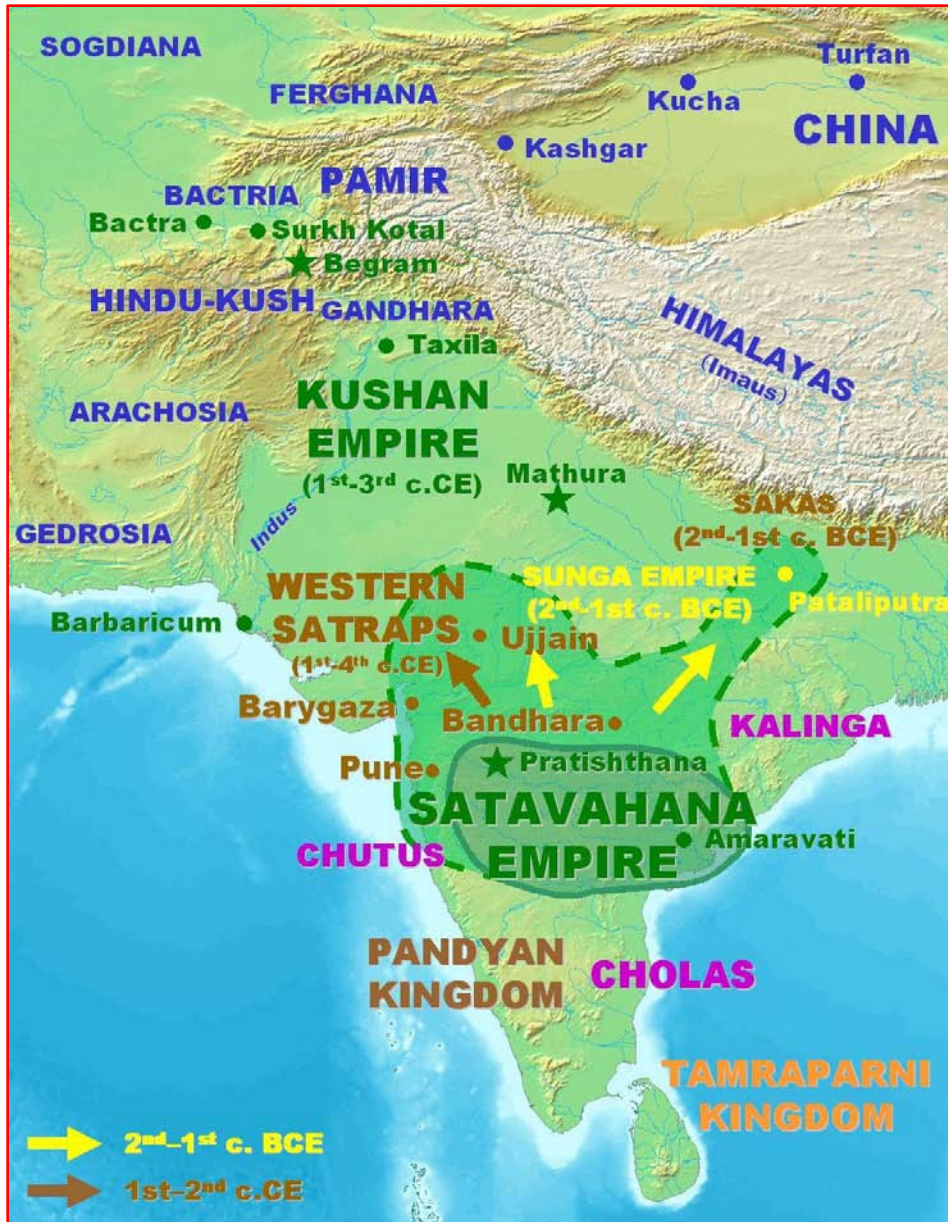 SOGDIANA
FERGHANA
Turfan
Kucha
CHINA
Kashgar
PAMIR
BACTRIA
Bactra
Surkh Kotal
Begram
HINDU-KUSH
GANDHARA
Taxila
HIMALAYAS
(Imaus)
KUSHAN
EMPIRE
(1st-3rd c.CE)
ARACHOSIA
Mathura
SAKAS
(2nd-1st c. BCE)
GEDROSIA
Indus
WESTERN
SATRAPS
(1st-4th c.CE)
SUNGA EMPIRE
(2nd-1st c. BCE)
Pataliputra
Barbaricum
Ujjain
Barygaza
Bandhara
KALINGA
Pune
Pratishthana
SATAVAHANA
EMPIRE
Amaravati
CHUTUS
PANDYAN
KINGDOM
CHOLAS
TAMRAPARNI
KINGDOM
2nd–1st c. BCE
1st–2nd c.CE